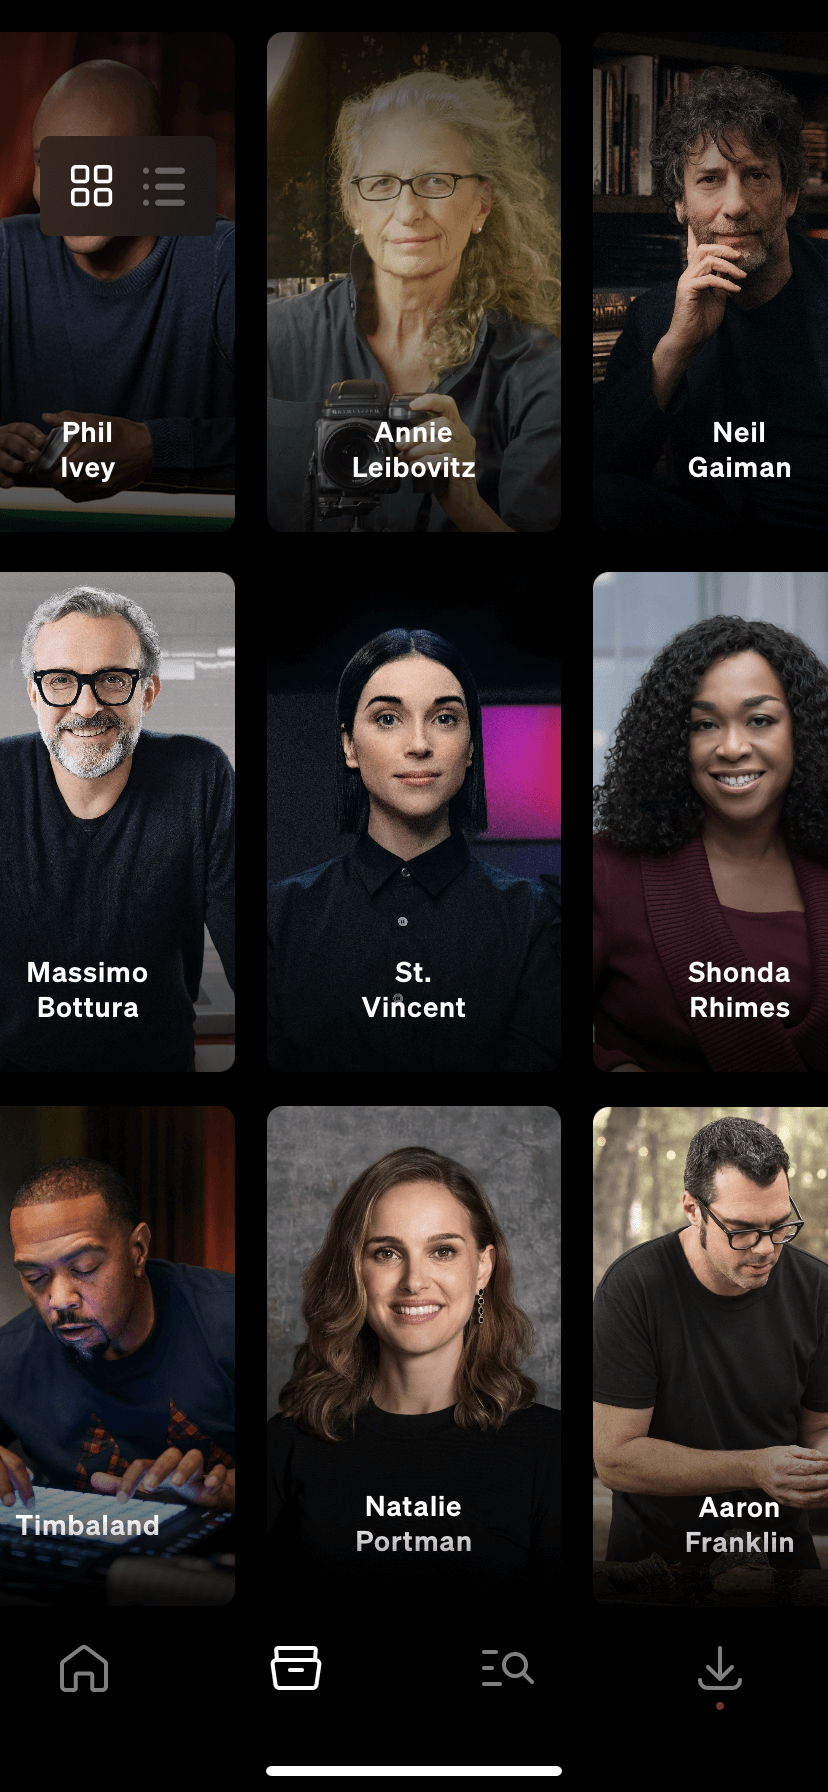 Phil
Ivey
Annie
Leibovitz
Neil
Gaiman
Massimo
Bottura
St.
Vincent
Shonda
Rhimes
Timbaland
Natalie
Portman
Aaron
Franklin